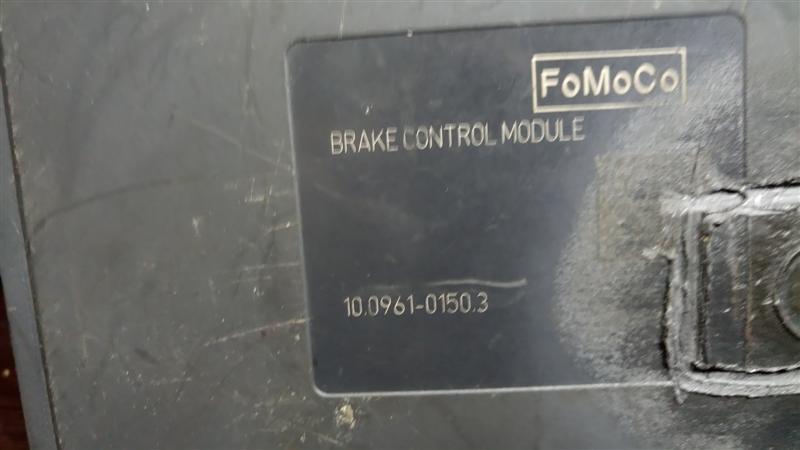 FoMoCo
BRAKE CONTROL MODULE
10.0961-0150.3